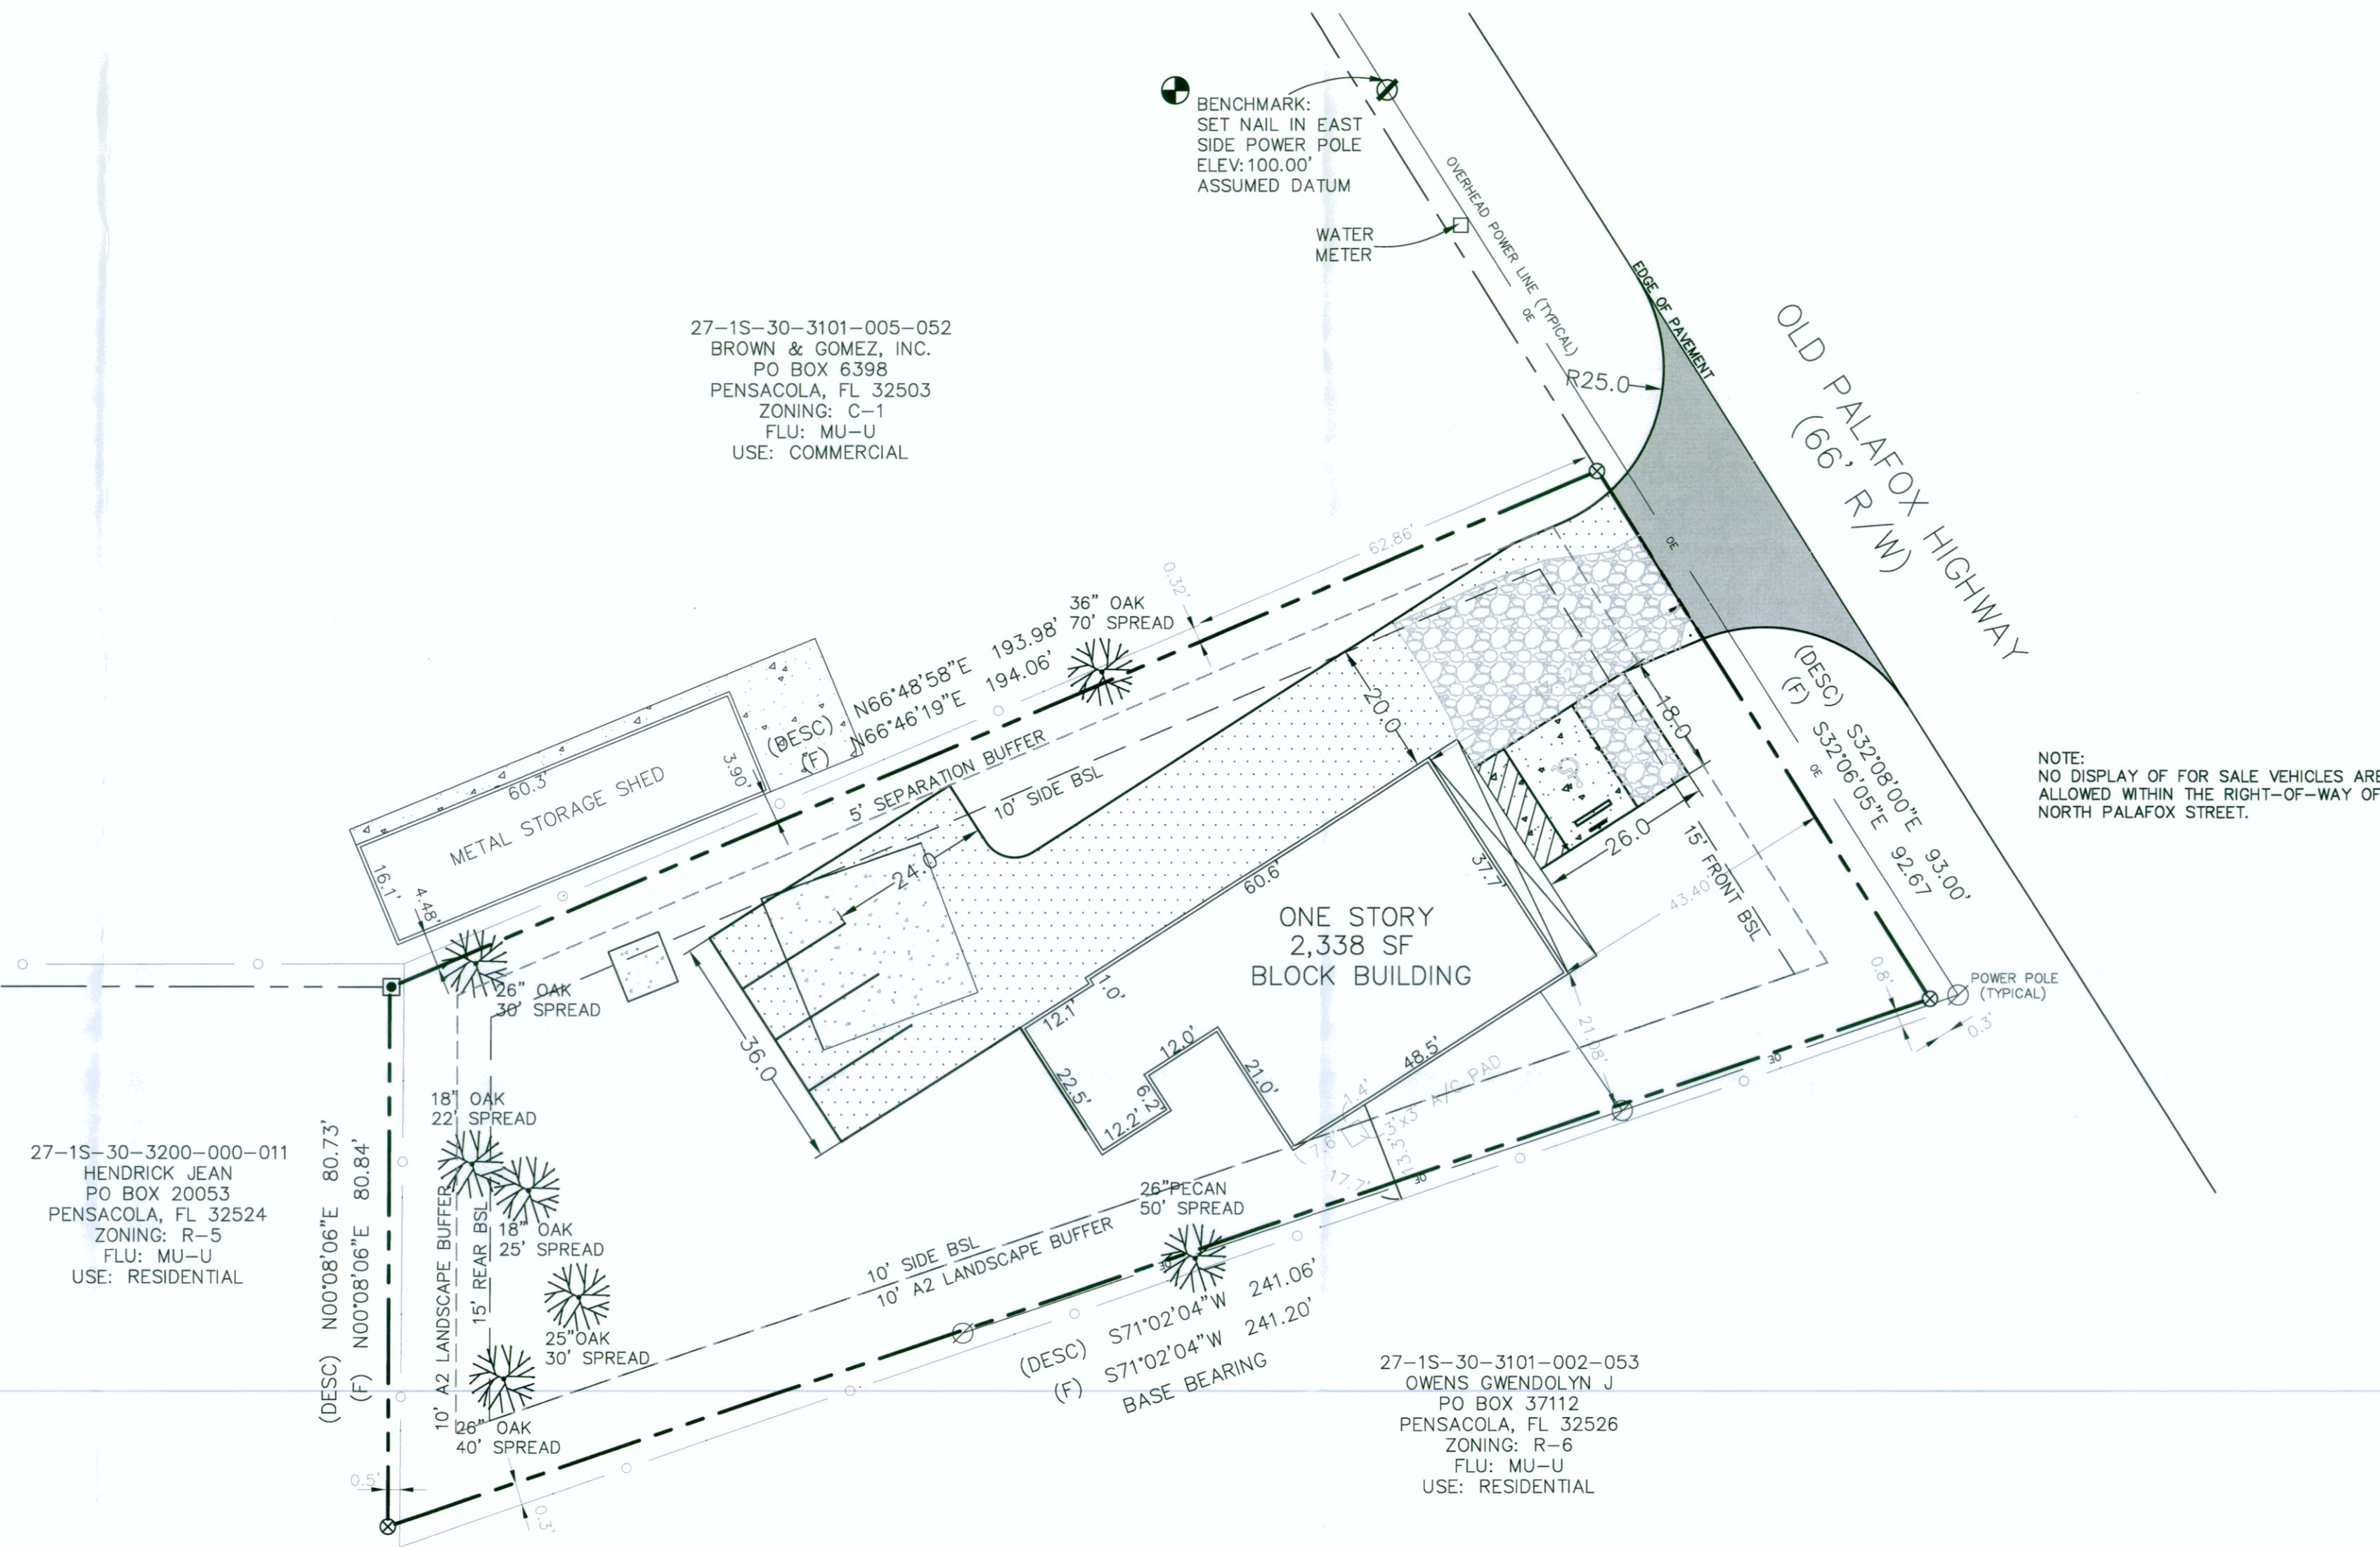 BENCHMARK:
SET NAIL IN EAST
SIDE POWER POLE
ELEV: 100.00'
ASSUMED DATUM
WATER
METER
OVERHEAD POWER LINE (TYPICAL)
OE
EDGE OF PAVEMENT
OLD PALAFOX HIGHWAY
(66' R/W)
R25.0
27-1S-30-3101-005-052
BROWN & GOMEZ, INC.
PO BOX 6398
PENSACOLA, FL 32503
ZONING: C-1
FLU: MU-U
USE: COMMERCIAL
62.86'
0.32'
OE
36" OAK
70' SPREAD
(DESC) N66°48'58"E 193.98'
(F) N66°46'19"E 194.06'
5' SEPARATION BUFFER
10' SIDE BSL
METAL STORAGE SHED
60.3'
3.90'
16.1'
4.48'
20.0
18.0
26.0
24.0
36.0
(DESC) S32°08'00"E 93.00'
(F) S32°06'05"E 92.67
OE
NOTE:
NO DISPLAY OF FOR SALE VEHICLES ARE
ALLOWED WITHIN THE RIGHT-OF-WAY OF
NORTH PALAFOX STREET.
15' FRONT BSL
43.40'
60.6'
37.7'
ONE STORY
2,338 SF
BLOCK BUILDING
1.0'
12.1'
22.5'
12.2'
6.2'
12.0'
21.0'
48.5'
21.08'
0.8'
0.3'
POWER POLE
(TYPICAL)
1.4'
3'x3' A/C PAD
7.6'
13.3'
17.7'
OE
OE
26" OAK
30' SPREAD
18" OAK
22' SPREAD
18" OAK
25' SPREAD
25"OAK
30' SPREAD
26" OAK
40' SPREAD
26"PECAN
50' SPREAD
OE
27-1S-30-3200-000-011
HENDRICK JEAN
PO BOX 20053
PENSACOLA, FL 32524
ZONING: R-5
FLU: MU-U
USE: RESIDENTIAL
(DESC) N00°08'06"E 80.73'
(F) N00°08'06"E 80.84'
10' A2 LANDSCAPE BUFFER
15' REAR BSL
10' SIDE BSL
10' A2 LANDSCAPE BUFFER
(DESC) S71°02'04"W 241.06'
(F) S71°02'04"W 241.20'
BASE BEARING
0.5'
0.3'
27-1S-30-3101-002-053
OWENS GWENDOLYN J
PO BOX 37112
PENSACOLA, FL 32526
ZONING: R-6
FLU: MU-U
USE: RESIDENTIAL